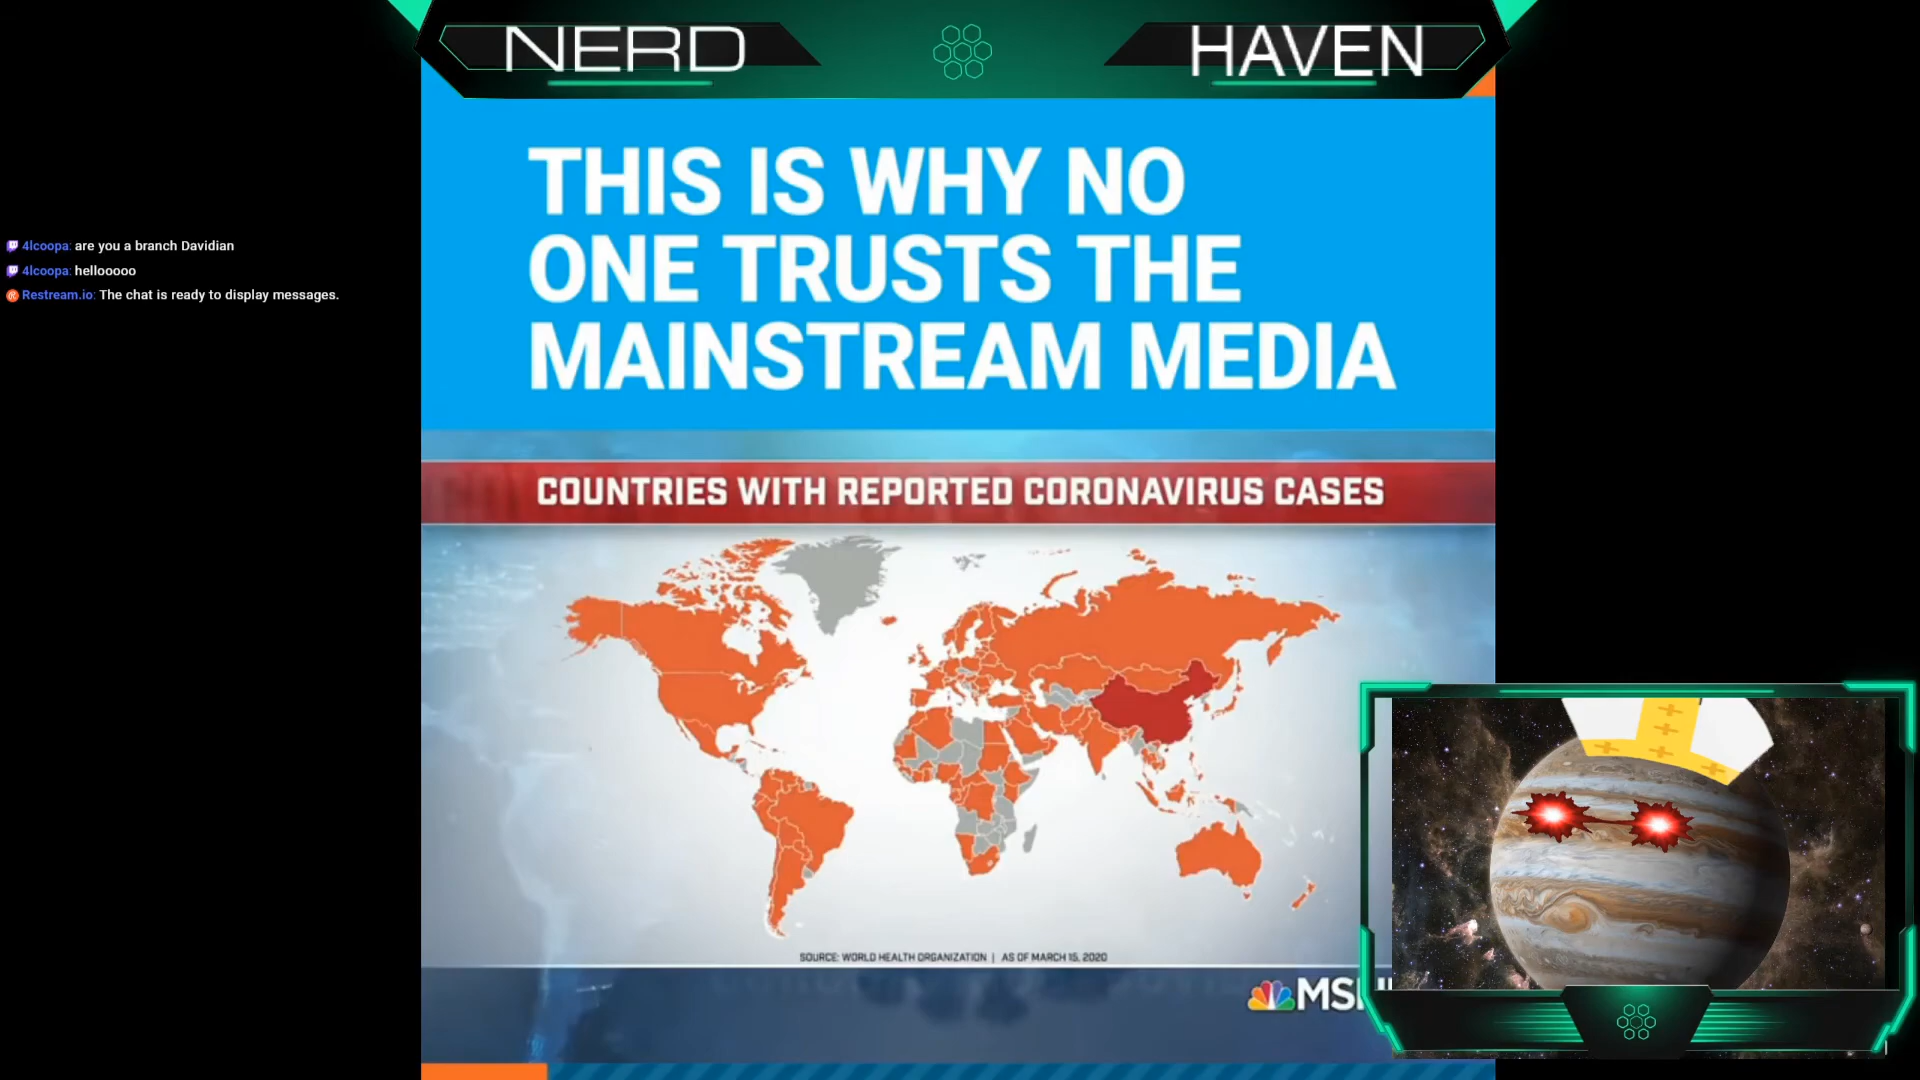 NERD
HAVEN
THIS IS WHY NO
ONE TRUSTS THE
MAINSTREAM MEDIA
4lcoopa: are you a branch Davidian
4lcoopa: hellooooo
Restream.io: The chat is ready to display messages.
COUNTRIES WITH REPORTED CORONAVIRUS CASES
SOURCE: WORLD HEALTH ORGANIZATION | AS OF MARCH 15, 2020